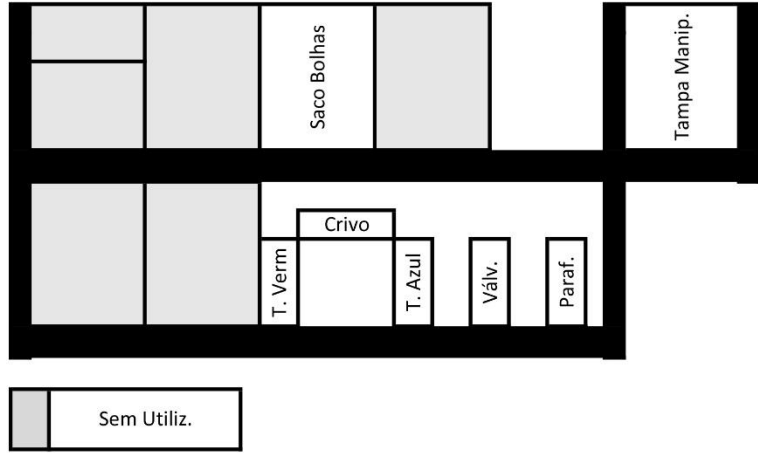 Saco Bolhas
Tampa Manip.
Crivo
T. Verm
T. Azul
Válv.
Paraf.
Sem Utiliz.